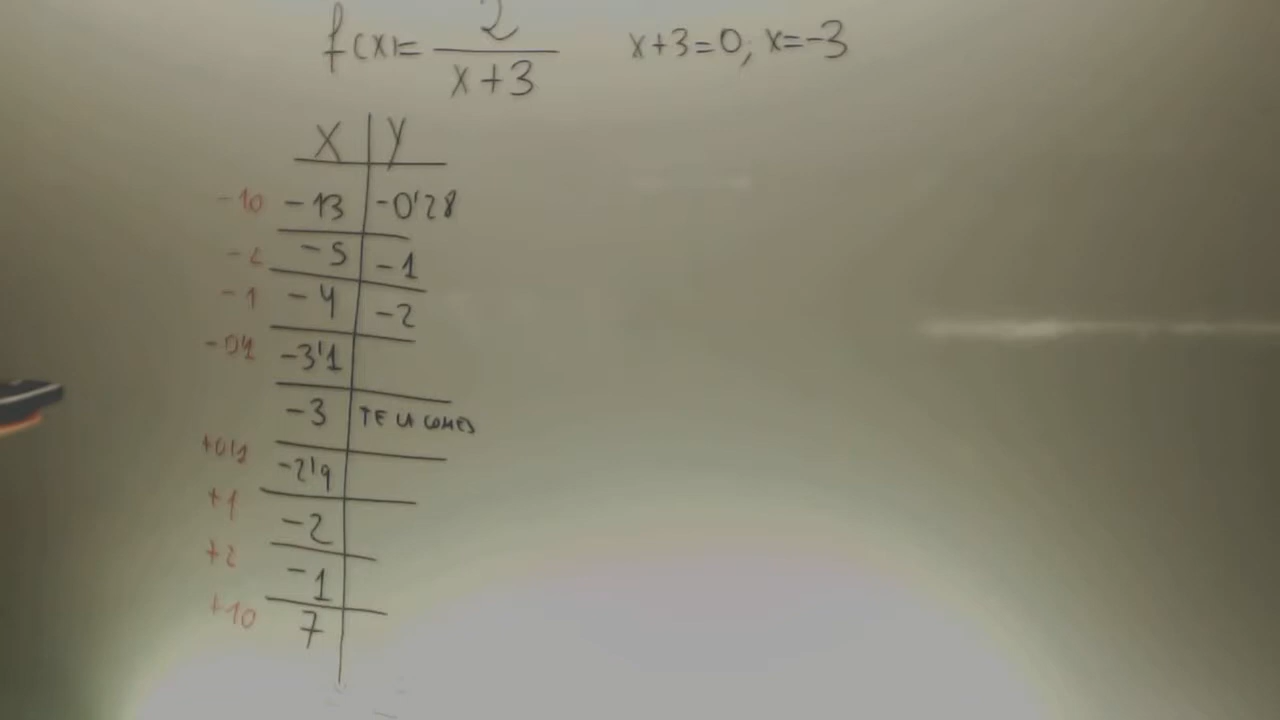 f(x)= 2 / x+3 x+3=0, x=-3
x y
-10 -13 -0'28
-2 -5 -1
-1 -4 -2
-0'1 -3'1
-3 TE LA COMES
+0'1 -2'9
+1 -2
+2 -1
+10 7